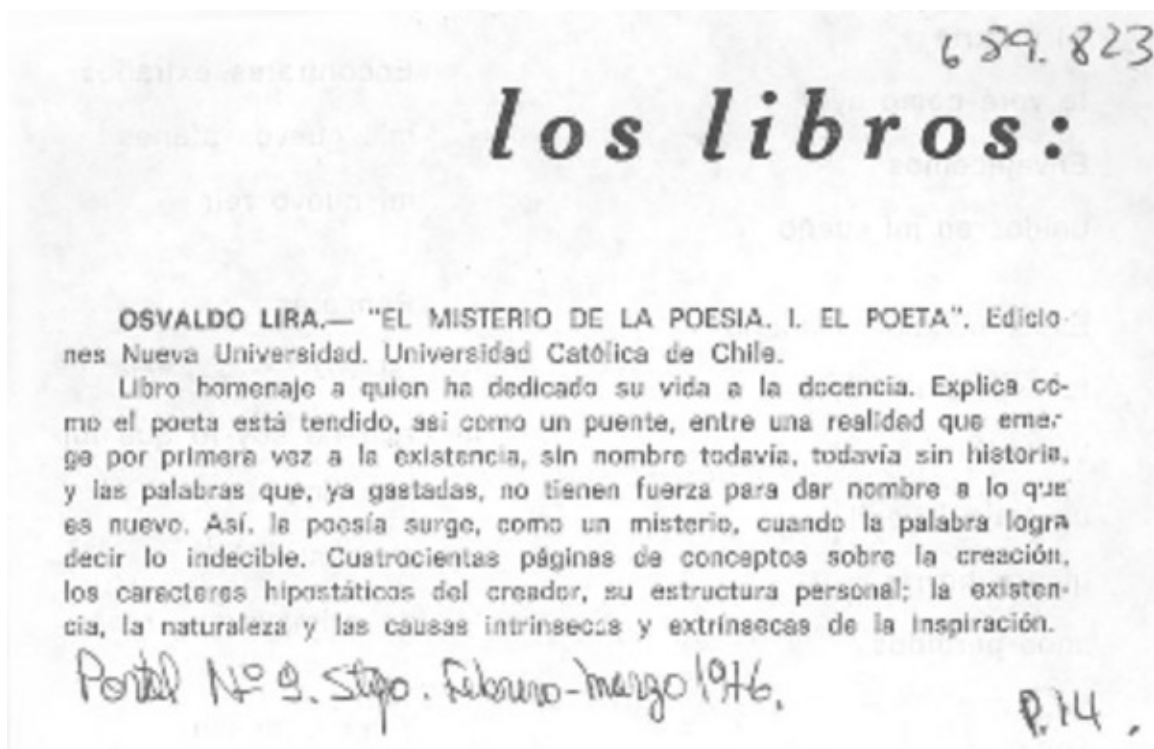 689.823
los libros:
OSVALDO LIRA.— "EL MISTERIO DE LA POESIA. I. EL POETA". Edicio-
nes Nueva Universidad. Universidad Católica de Chile.
Libro homenaje a quien ha dedicado su vida a la docencia. Explica có-
mo el poeta está tendido, así como un puente, entre una realidad que emer-
ge por primera vez a la existencia, sin nombre todavía, todavía sin historia,
y las palabras que, ya gastadas, no tienen fuerza para dar nombre a lo que
es nuevo. Así. la poesía surge, como un misterio, cuando la palabra logra
decir lo indecible. Cuatrocientas páginas de conceptos sobre la creación,
los caracteres hipostáticos del creador, su estructura personal; la existen-
cia, la naturaleza y las causas intrínsecas y extrínsecas de la inspiración.
Portal Nº 9. Stgo. Febrero-marzo 1976.
P. 14.